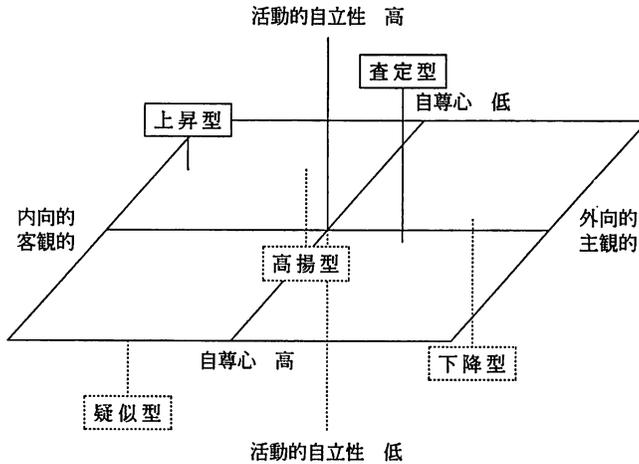 活動的自立性 高
査定型
自尊心 低
上昇型
内向的
客観的
外向的
主観的
高揚型
自尊心 高
下降型
疑似型
活動的自立性 低